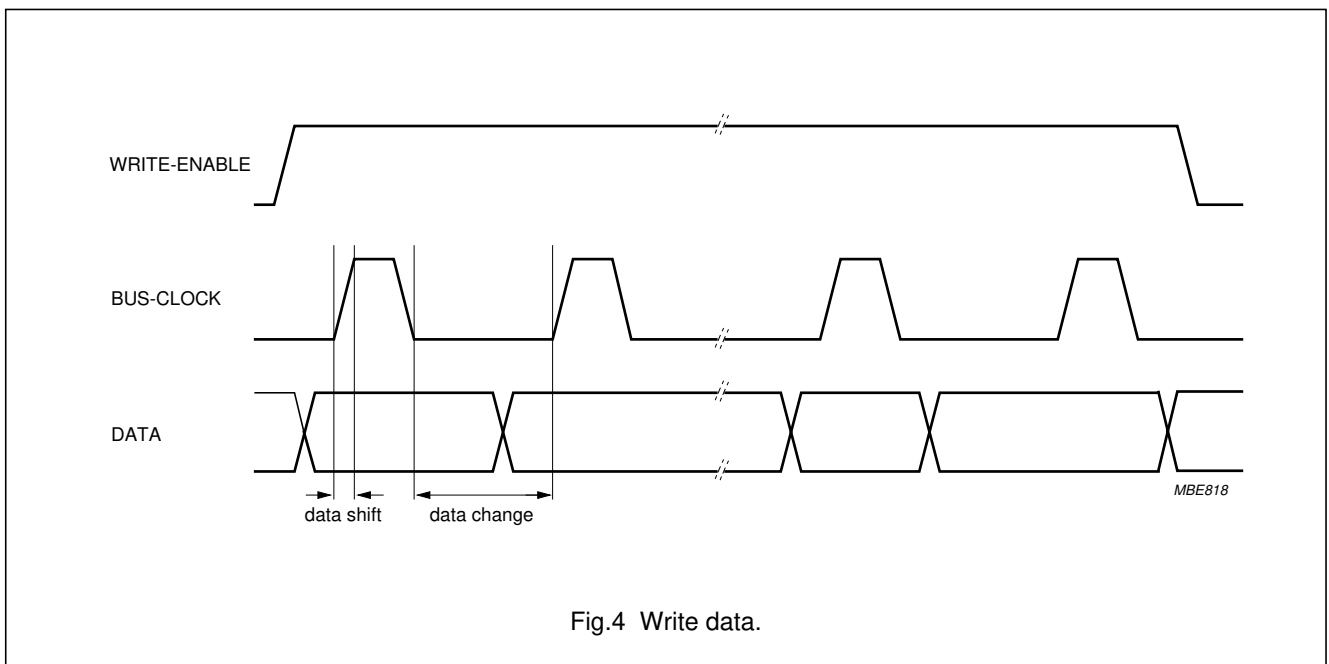 WRITE-ENABLE
BUS-CLOCK
DATA
MBE818
data shift
data change
Fig.4 Write data.